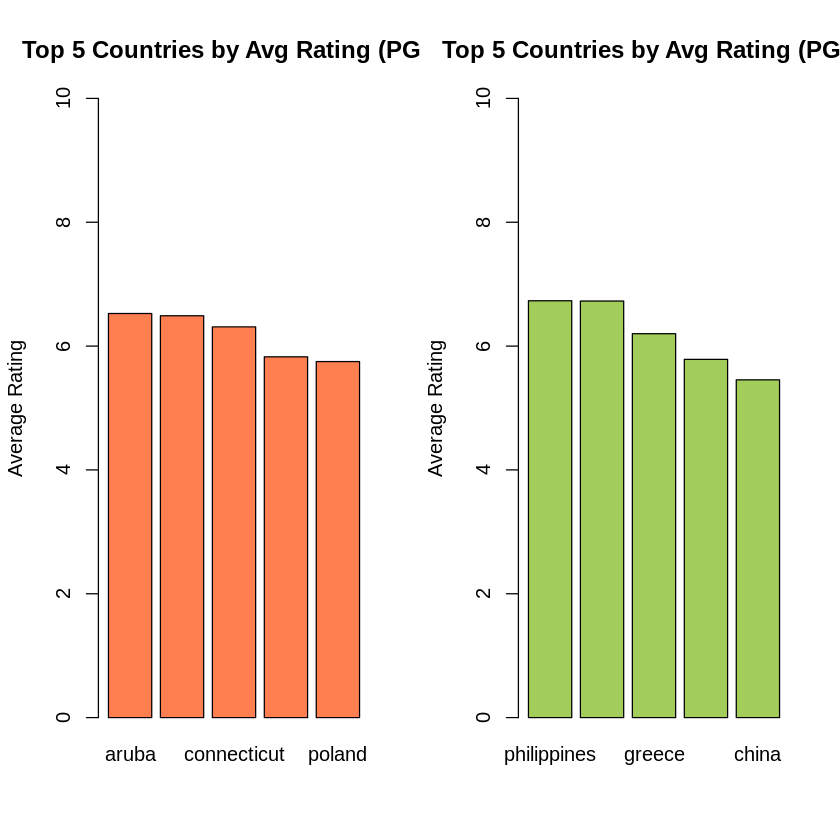 Top 5 Countries by Avg Rating (PG
Average Rating
10
8
6
4
2
0
aruba connecticut poland
Top 5 Countries by Avg Rating (PG
Average Rating
10
8
6
4
2
0
philippines greece china